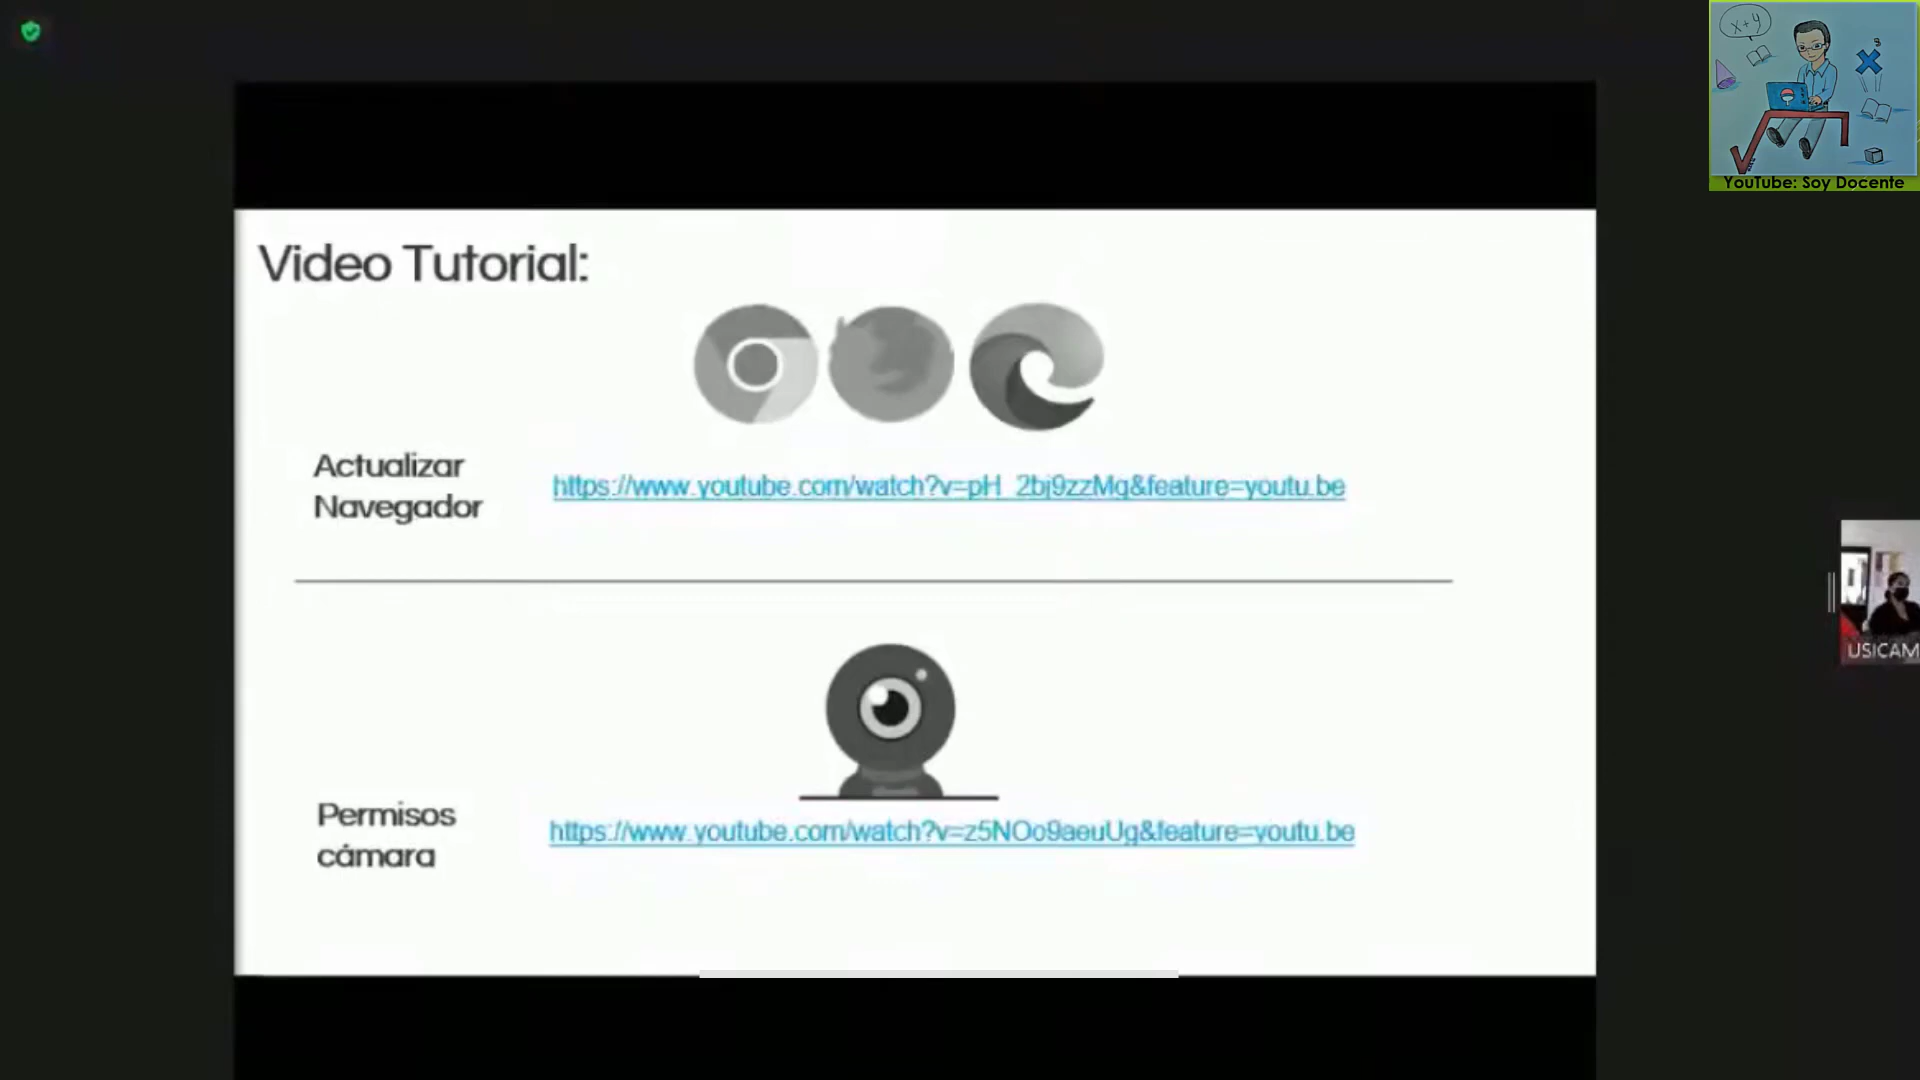 x+y
3
YouTube: Soy Docente
Video Tutorial:
Actualizar
Navegador
https://www.youtube.com/watch?v=pH_2bj9zzMg&feature=youtu.be
USICAM
Permisos
cámara
https://www.youtube.com/watch?v=z5NOo9aeuUg&feature=youtu.be